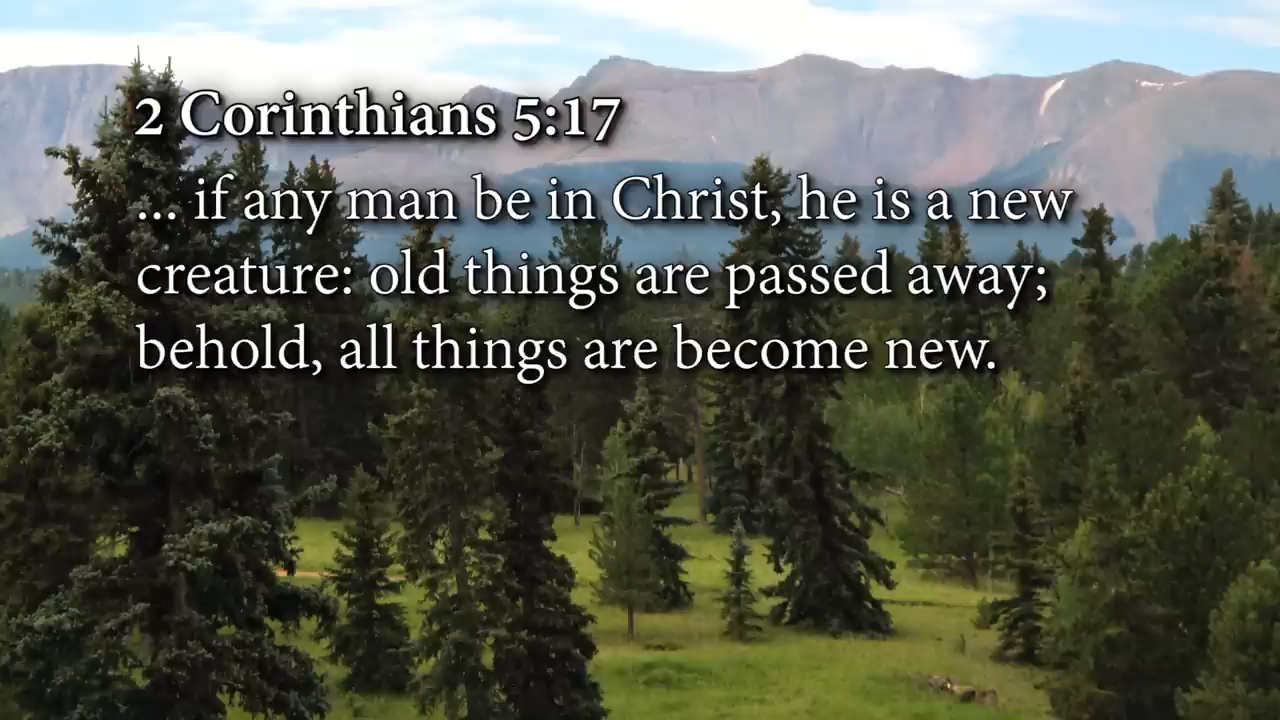 2 Corinthians 5:17
... if any man be in Christ, he is a new
creature: old things are passed away;
behold, all things are become new.